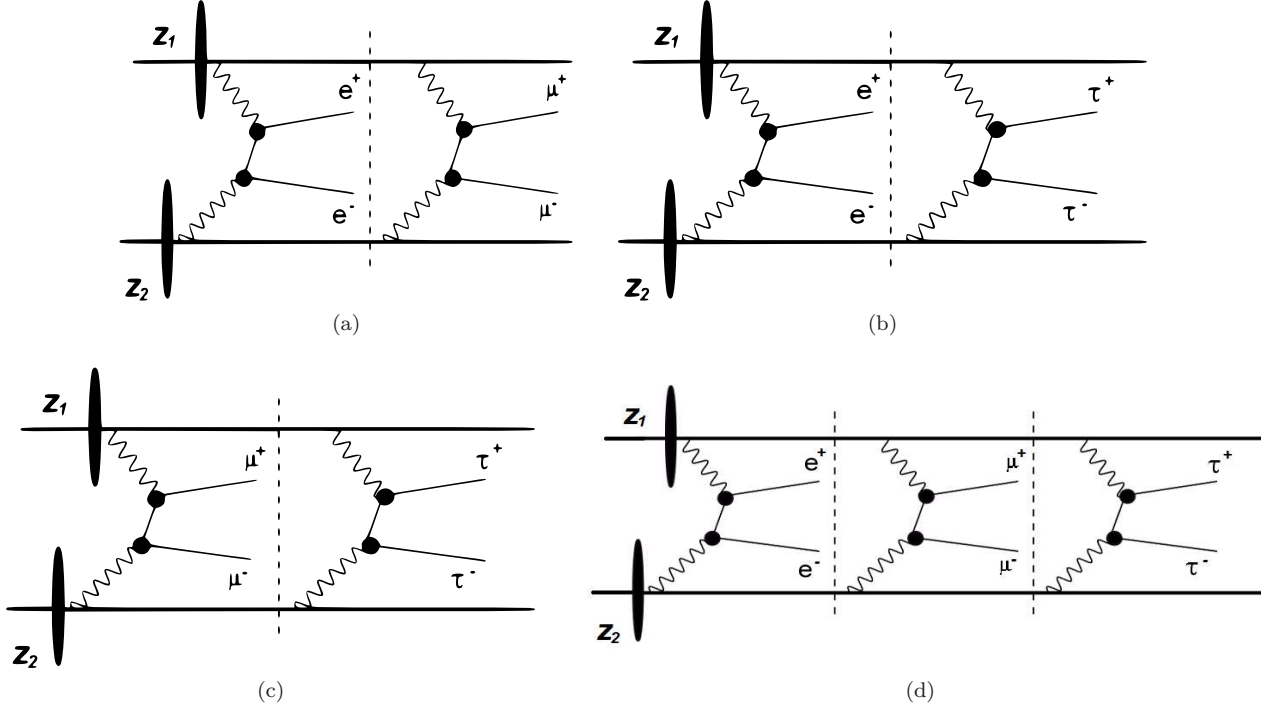 Z₁
e⁺
μ⁺
e⁻
μ⁻
Z₂
(a)
Z₁
e⁺
τ⁺
e⁻
τ⁻
Z₂
(b)
Z₁
μ⁺
τ⁺
μ⁻
τ⁻
Z₂
(c)
Z₁
e⁺
μ⁺
τ⁺
e⁻
μ⁻
τ⁻
Z₂
(d)